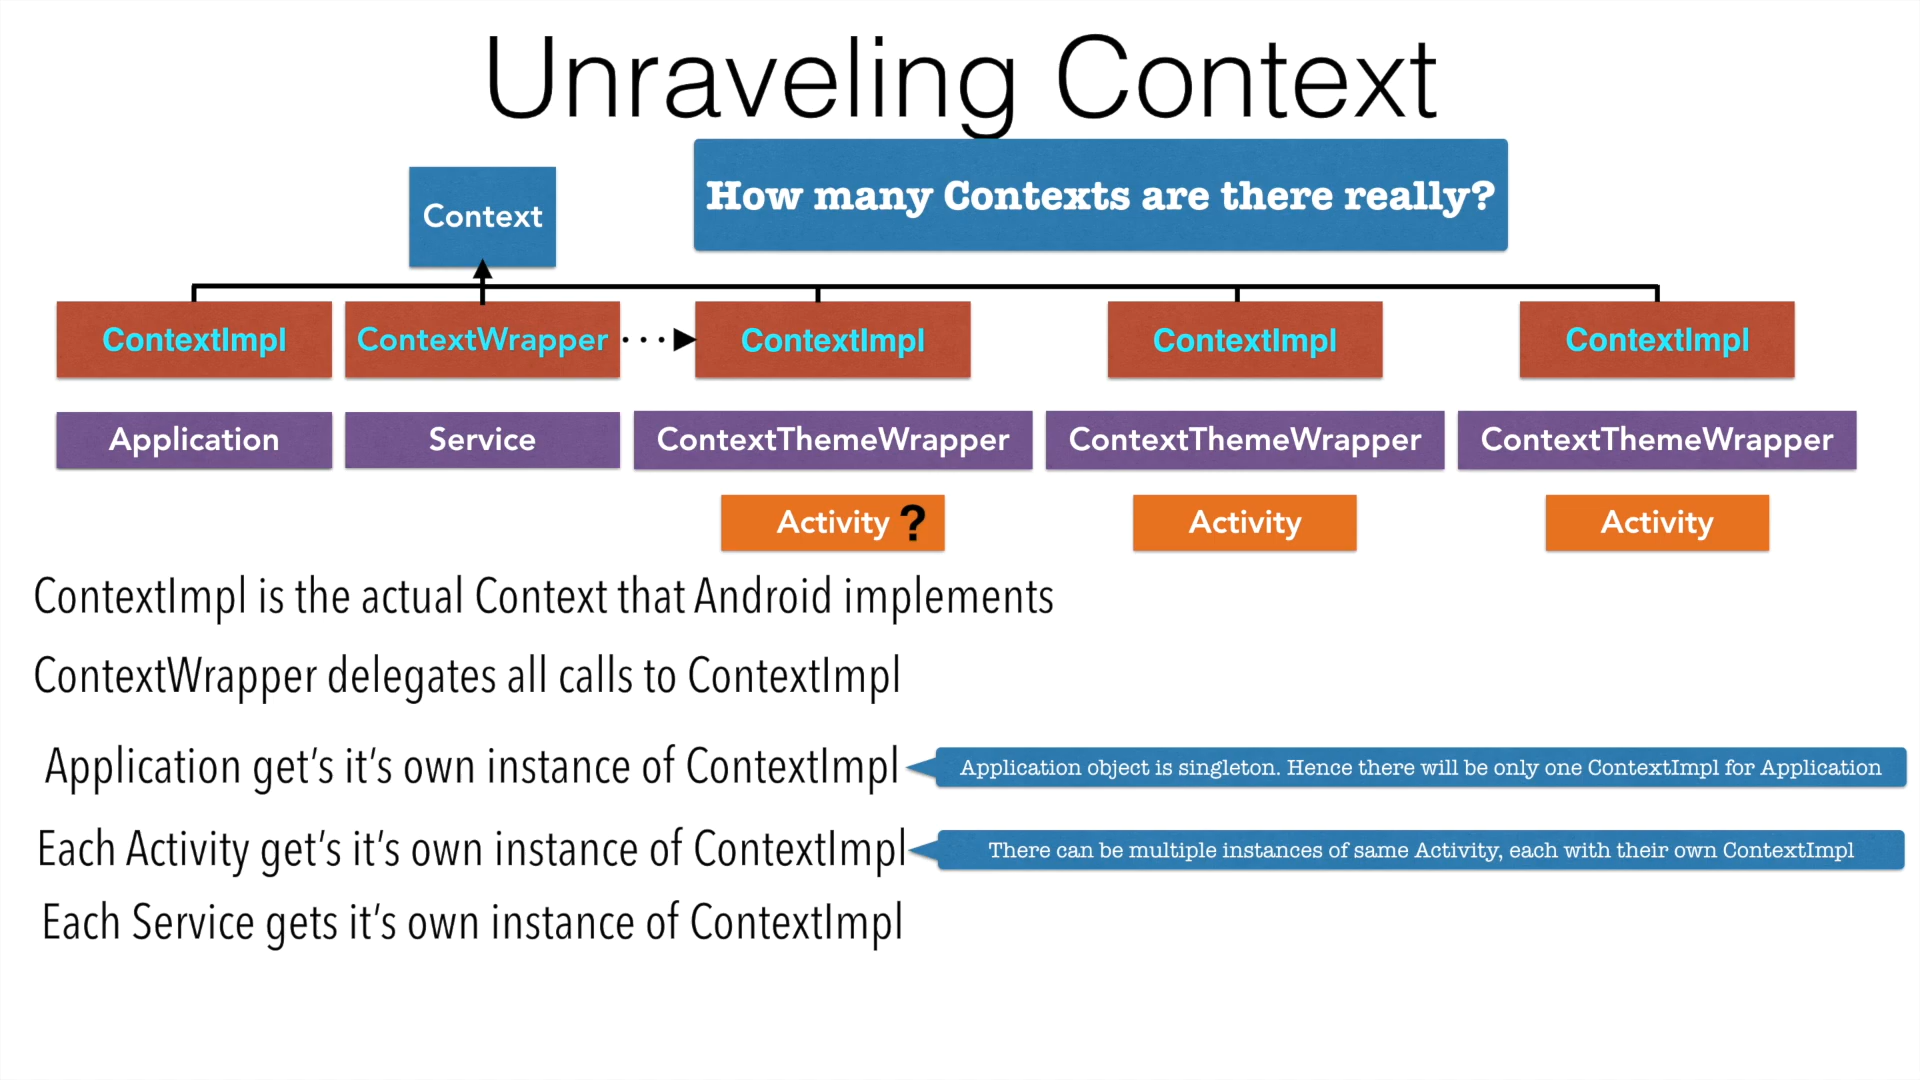 Unraveling Context
How many Contexts are there really?
Context
ContextImpl
ContextWrapper
ContextImpl
ContextImpl
ContextImpl
Application
Service
ContextThemeWrapper
ContextThemeWrapper
ContextThemeWrapper
Activity ?
Activity
Activity
ContextImpl is the actual Context that Android implements
ContextWrapper delegates all calls to ContextImpl
Application get's it's own instance of ContextImpl
Application object is singleton. Hence there will be only one ContextImpl for Application
Each Activity get's it's own instance of ContextImpl
There can be multiple instances of same Activity, each with their own ContextImpl
Each Service gets it's own instance of ContextImpl